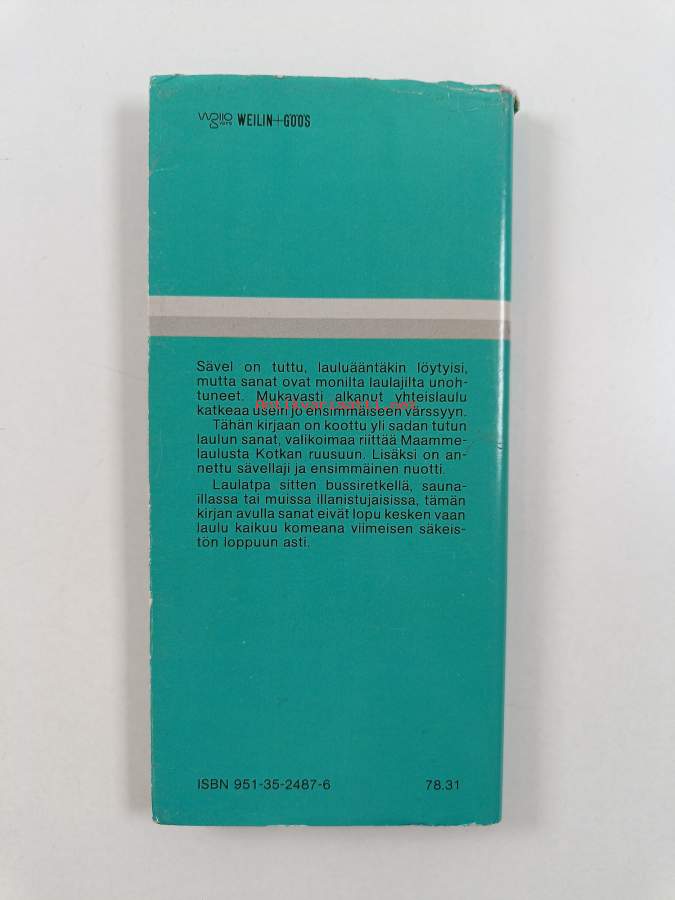 wello WEILIN+GÖÖS
Sävel on tuttu, lauluääntäkin löytyisi,
mutta sanat ovat monilta laulajilta unoh-
tuneet. Mukavasti alkanut yhteislaulu
katkeaa usein jo ensimmäiseen värssyyn.
Tähän kirjaan on koottu yli sadan tutun
laulun sanat, valikoimaa riittää Maamme-
laulusta Kotkan ruusuun. Lisäksi on an-
nettu sävellaji ja ensimmäinen nuotti.
Laulatpa sitten bussiretkellä, sauna-
illassa tai muissa illanistujaisissa, tämän
kirjan avulla sanat eivät lopu kesken vaan
laulu kaikuu komeana viimeisen säkeis-
tön loppuun asti.
ISBN 951-35-2487-6 78.31